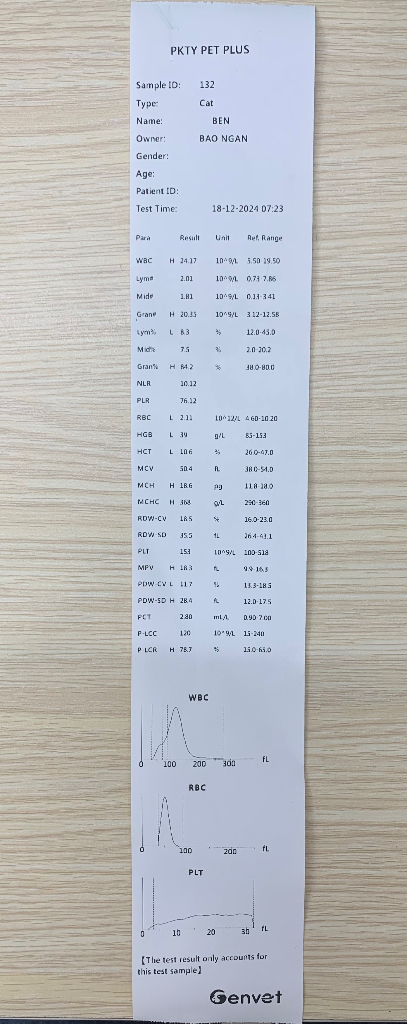 PKTY PET PLUS
Sample ID: 132
Type: Cat
Name: BEN
Owner: BAO NGAN
Gender:
Age:
Patient ID:
Test Time: 18-12-2024 07:23
Para Result Unit Ref. Range
WBC H 24.17 10^9/L 5.50-19.50
Lym# 2.01 10^9/L 0.73-7.86
Mid# 1.81 10^9/L 0.13-3.41
Gran# H 20.35 10^9/L 3.12-12.58
Lym% L 8.3 % 12.0-45.0
Mid% 7.5 % 2.0-20.2
Gran% H 84.2 % 38.0-80.0
NLR 10.12
PLR 76.12
RBC L 2.11 10^12/L 4.60-10.20
HGB L 39 g/L 85-153
HCT L 10.6 % 26.0-47.0
MCV 50.4 fL 38.0-54.0
MCH H 18.6 pg 11.8-18.0
MCHC H 368 g/L 290-360
RDW-CV 18.5 % 16.0-23.0
RDW-SD 35.5 fL 26.4-43.1
PLT 153 10^9/L 100-518
MPV H 18.3 fL 9.9-16.3
PDW-CV L 11.7 % 13.3-18.5
PDW-SD H 28.4 fL 12.0-17.5
PCT 2.80 mL/L 0.90-7.00
P-LCC 120 10^9/L 15-240
P-LCR H 78.7 % 15.0-65.0
WBC
0 100 200 300 fL
RBC
0 100 200 fL
PLT
0 10 20 30 fL
【The test result only accounts for
this test sample】
Genvet